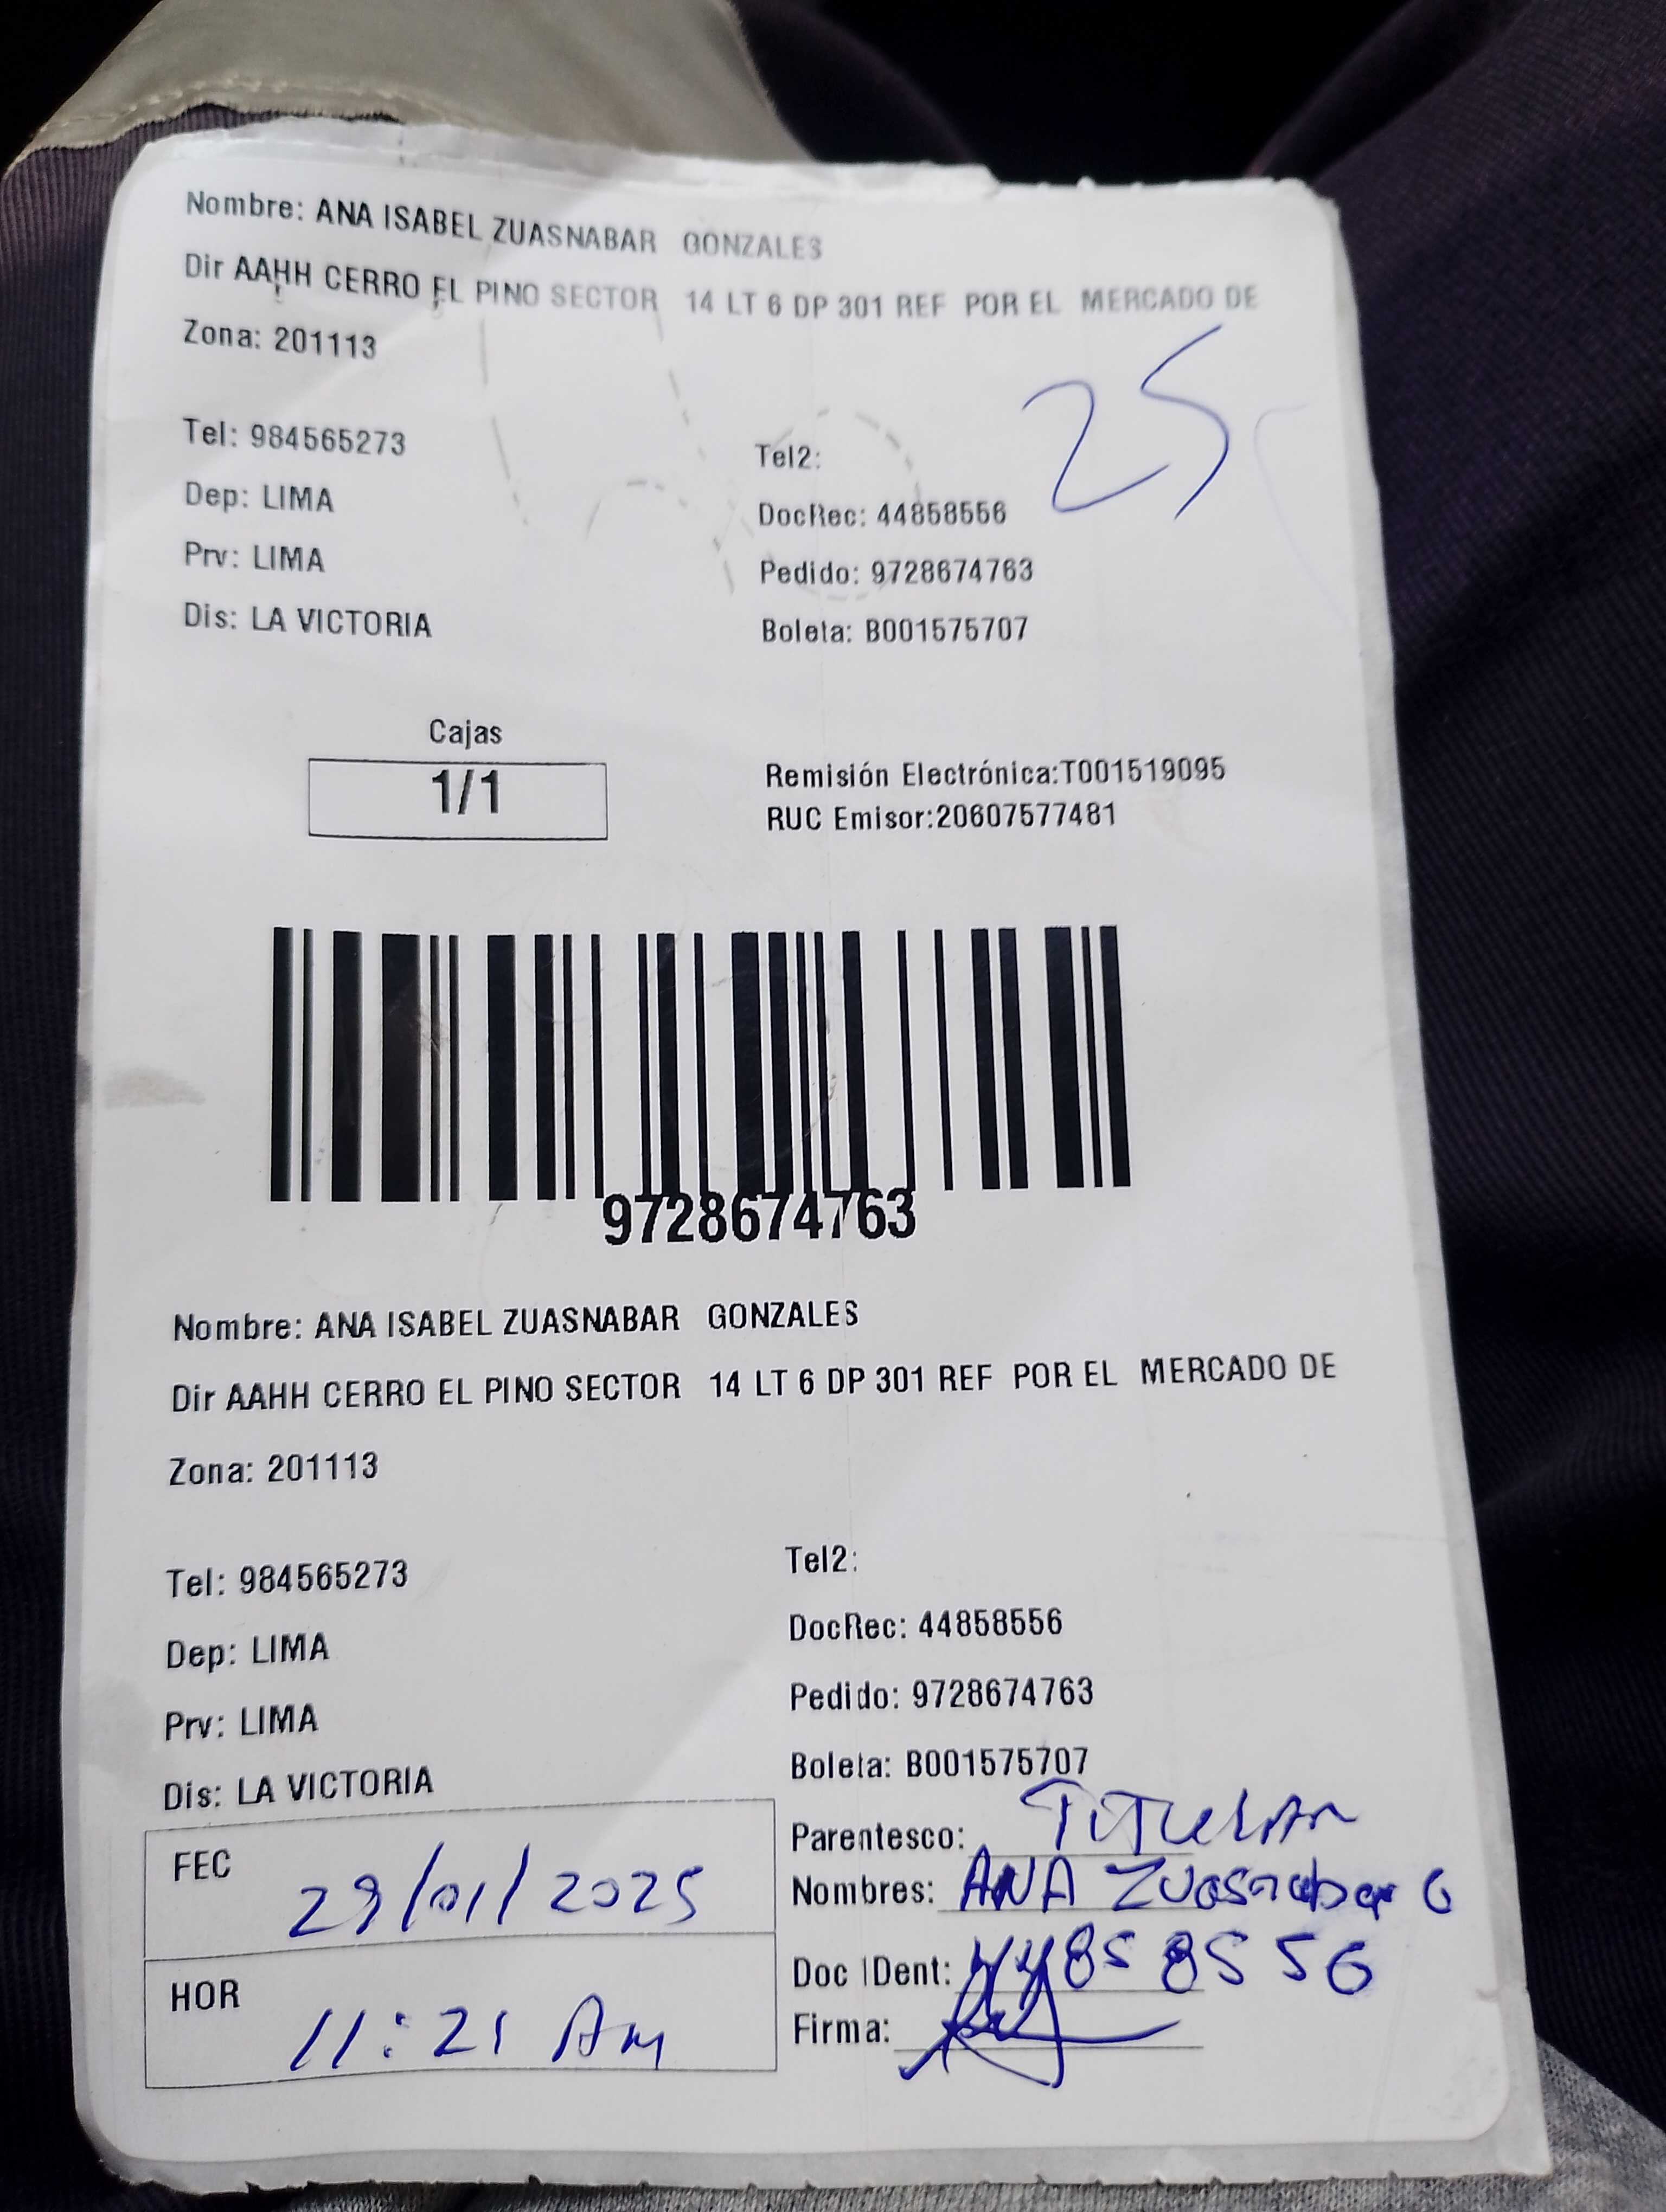 Nombre: ANA ISABEL ZUASNABAR GONZALES
Dir AAHH CERRO EL PINO SECTOR 14 LT 6 DP 301 REF POR EL MERCADO DE
Zona: 201113
25
Tel: 984565273
Tel2:
Dep: LIMA
DocRec: 44858556
Prv: LIMA
Pedido: 9728674763
Dis: LA VICTORIA
Boleta: B001575707
Cajas
1/1
Remisión Electrónica:T001519095
RUC Emisor:20607577481
9728674763
Nombre: ANA ISABEL ZUASNABAR GONZALES
Dir AAHH CERRO EL PINO SECTOR 14 LT 6 DP 301 REF POR EL MERCADO DE
Zona: 201113
Tel: 984565273
Tel2:
Dep: LIMA
DocRec: 44858556
Prv: LIMA
Pedido: 9728674763
Dis: LA VICTORIA
Boleta: B001575707
FEC 29/01/2025
HOR 11:21 Am
Parentesco: TITULAR
Nombres: ANA Zuasnabar G
Doc IDent: 44858556
Firma: